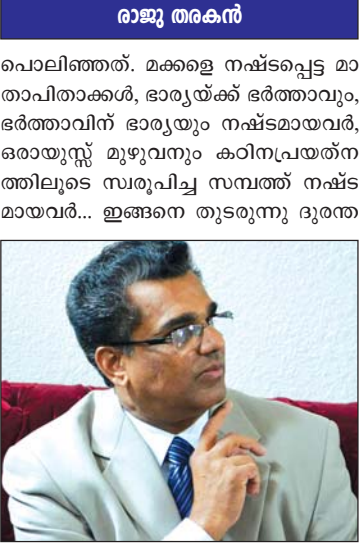 രാജു തരകൻ
പൊലിഞ്ഞത്. മക്കളെ നഷ്ടപ്പെട്ട മാ
താപിതാക്കൾ, ഭാര്യയ്ക്ക് ഭർത്താവും,
ഭർത്താവിന് ഭാര്യയും നഷ്ടമായവർ,
ഒരായുസ്സ് മുഴുവനും കഠിനപ്രയത്ന
ത്തിലൂടെ സ്വരൂപിച്ച സമ്പത്ത് നഷ്ട
മായവർ... ഇങ്ങനെ തുടരുന്നു ദുരന്ത